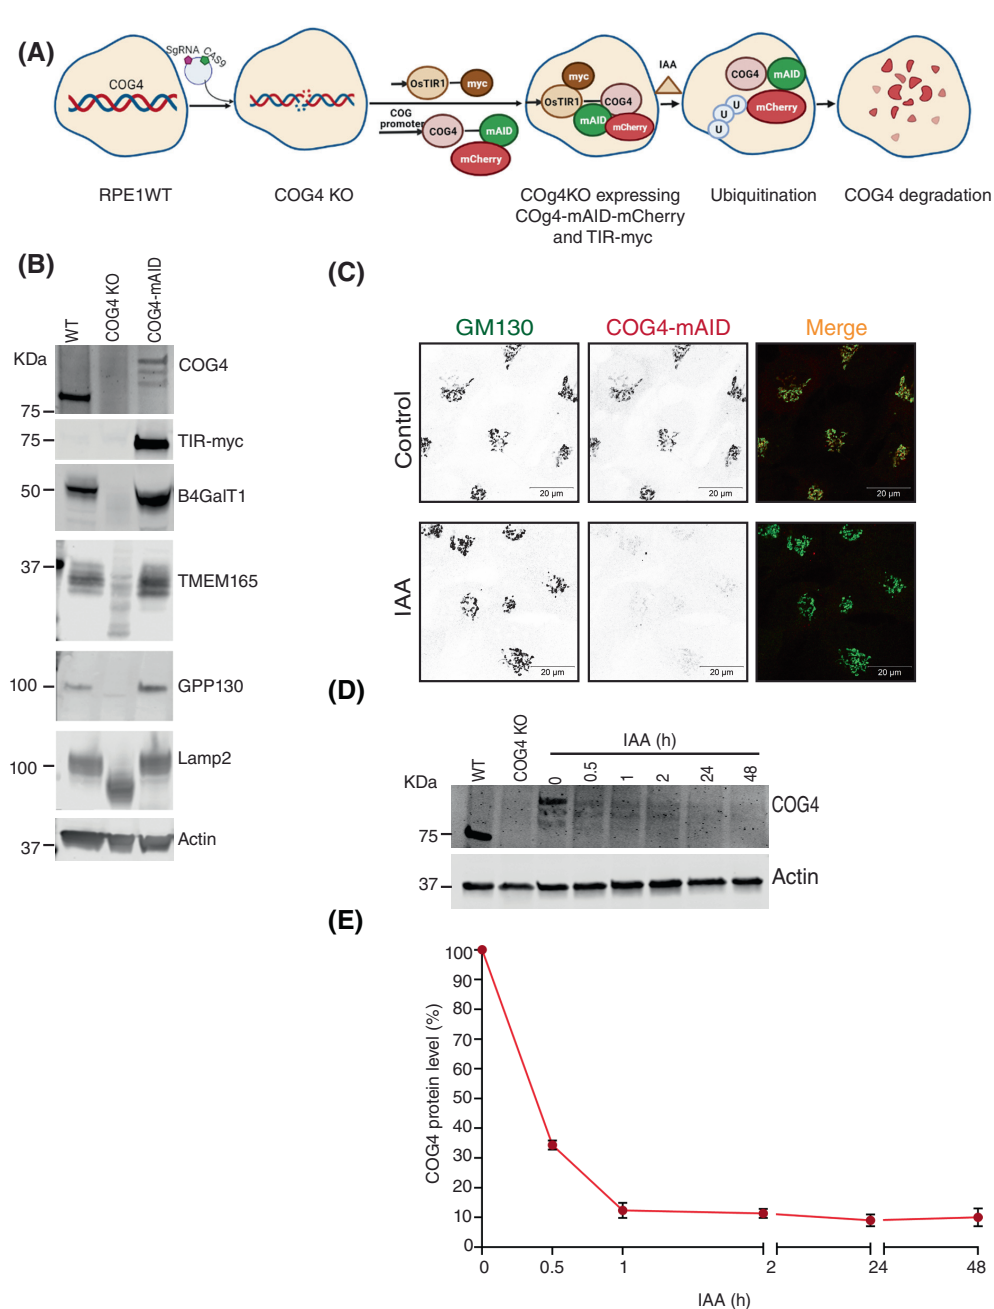 (A)
SgRNA CAS9
COG4
OsTIR1
myc
COG
promoter
COG4
mAID
mCherry
myc
OsTIR1
COG4
mAID
mCherry
IAA
COG4
mAID
mCherry
U
U
U
RPE1WT
COG4 KO
COg4KO expressing
COg4-mAID-mCherry
and TIR-myc
Ubiquitination
COG4 degradation
(B)
WT
COG4 KO
COG4-mAID
KDa
COG4
75
75
TIR-myc
50
B4GalT1
37
TMEM165
100
GPP130
100
Lamp2
37
Actin
(C)
GM130
COG4-mAID
Merge
Control
20 µm
20 µm
20 µm
IAA
20 µm
20 µm
20 µm
(D)
WT
COG4 KO
IAA (h)
0
0.5
1
2
24
48
KDa
COG4
75
37
Actin
(E)
COG4 protein level (%)
100
90
80
70
60
50
40
30
20
10
0
0
0.5
1
2
24
48
IAA (h)